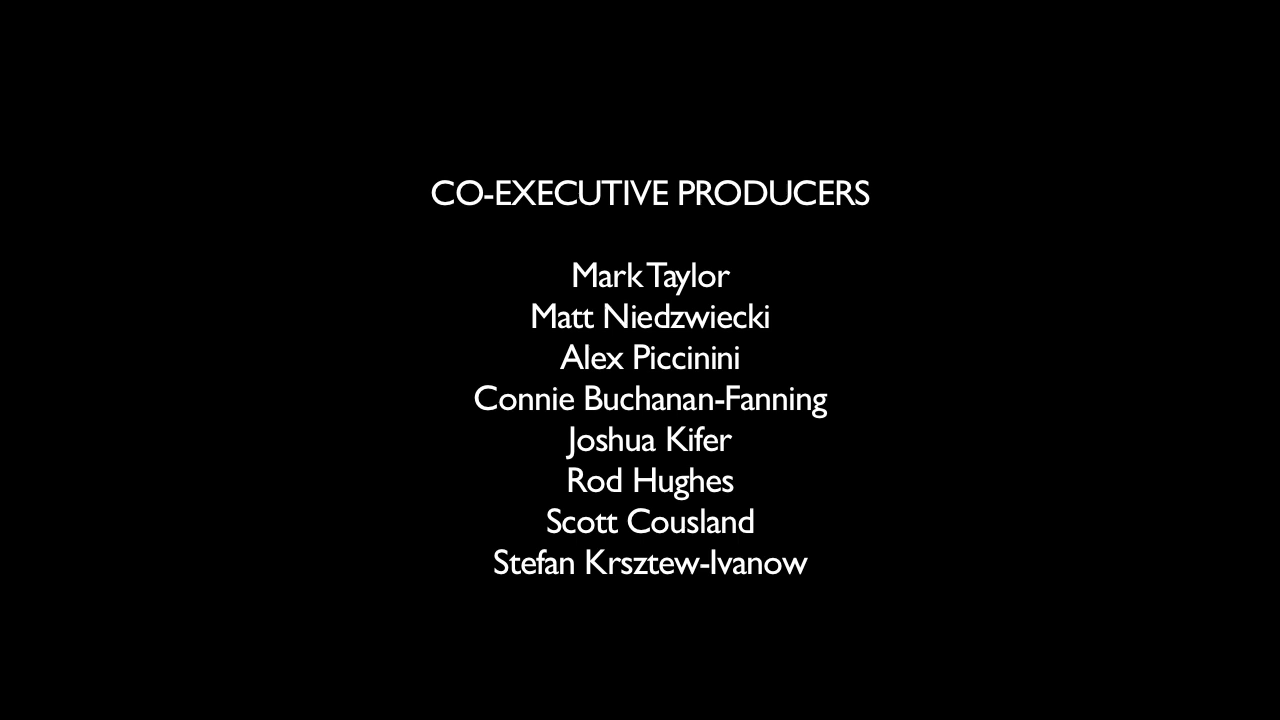 CO-EXECUTIVE PRODUCERS
Mark Taylor
Matt Niedzwiecki
Alex Piccinini
Connie Buchanan-Fanning
Joshua Kifer
Rod Hughes
Scott Cousland
Stefan Krsztew-Ivanow